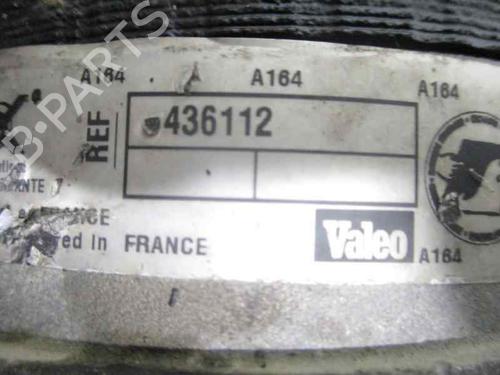 B-PARTS
A164 A164 A164
REF 436112
FRANCE
in FRANCE
Valeo
A164